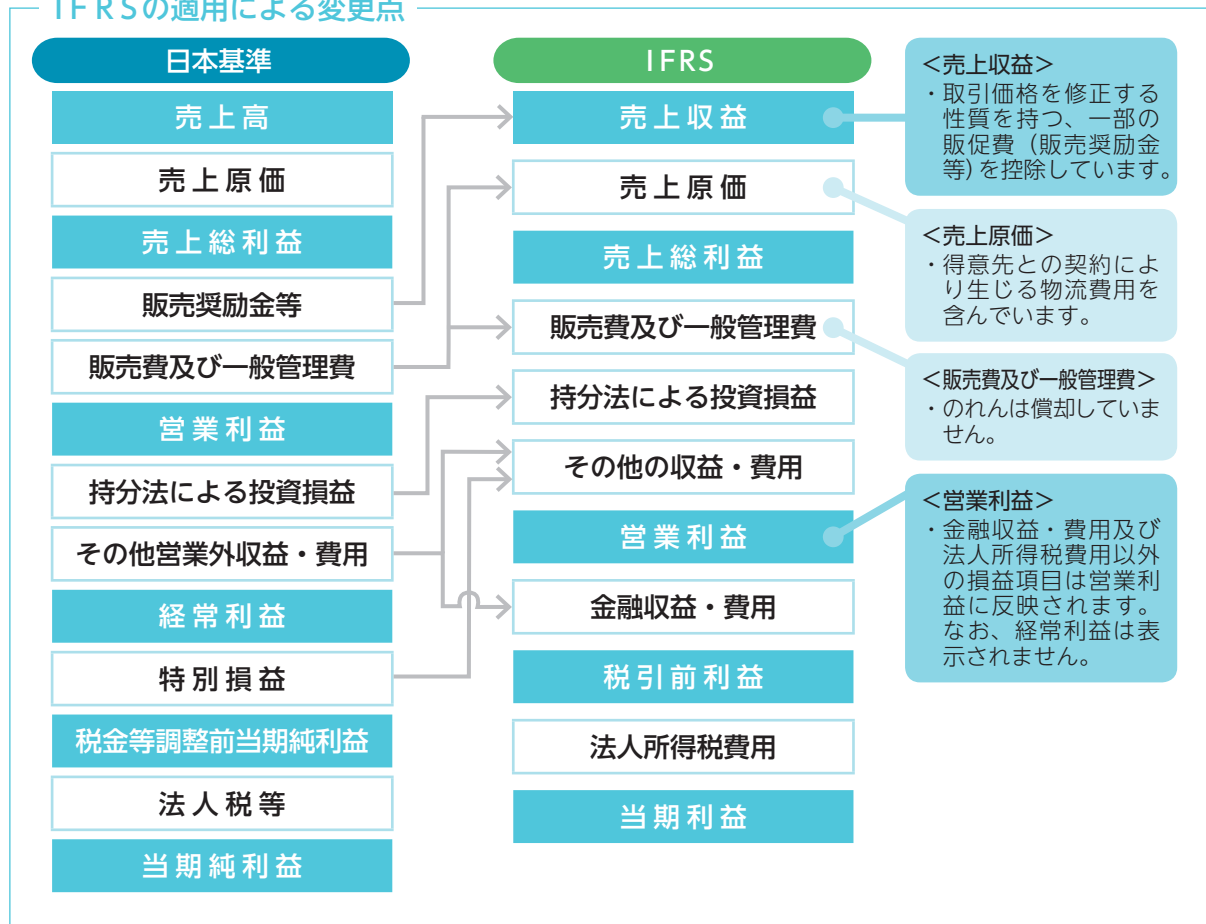 IFRSの適用による変更点
日本基準
売上高
売上原価
売上総利益
販売奨励金等
販売費及び一般管理費
営業利益
持分法による投資損益
その他営業外収益・費用
経常利益
特別損益
税金等調整前当期純利益
法人税等
当期純利益
IFRS
売上収益
売上原価
売上総利益
販売費及び一般管理費
持分法による投資損益
その他の収益・費用
営業利益
金融収益・費用
税引前利益
法人所得税費用
当期利益
<売上収益>
・取引価格を修正する
性質を持つ、一部の
販促費（販売奨励金
等）を控除しています。
<売上原価>
・得意先との契約によ
り生じる物流費用を
含んでいます。
<販売費及び一般管理費>
・のれんは償却していま
せん。
<営業利益>
・金融収益・費用及び
法人所得税費用以外
の損益項目は営業利
益に反映されます。
なお、経常利益は表
示されません。